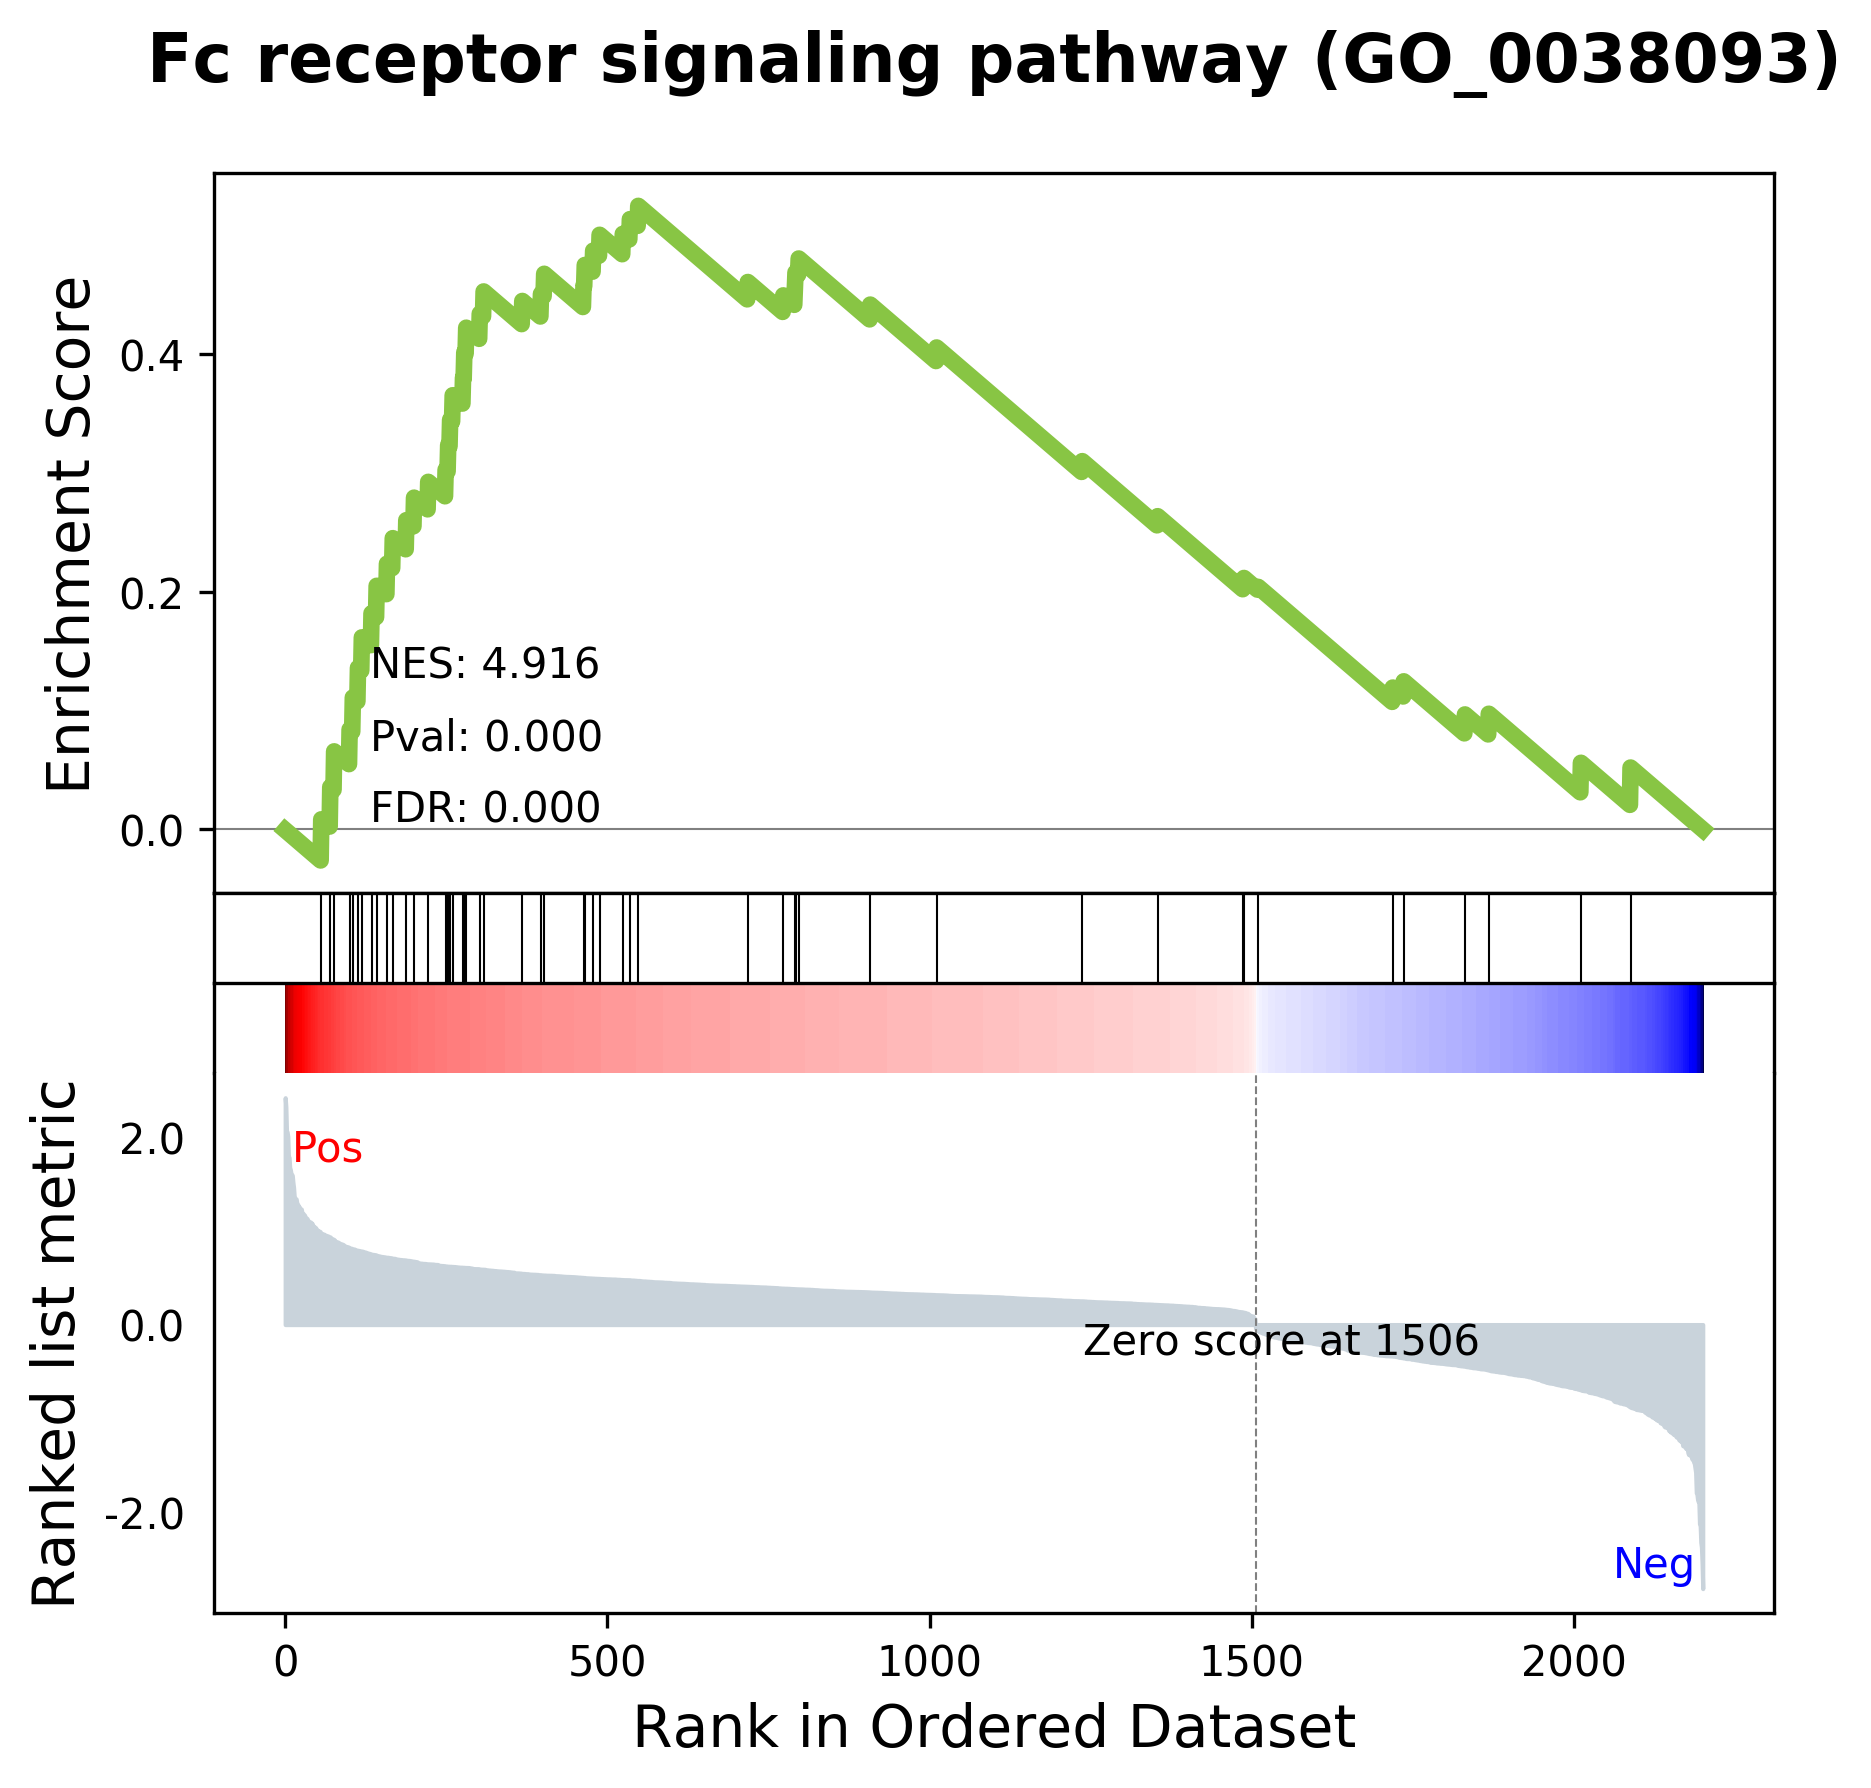 Fc receptor signaling pathway (GO_0038093)
Enrichment Score
0.4
0.2
0.0
NES: 4.916
Pval: 0.000
FDR: 0.000
Ranked list metric
2.0
0.0
-2.0
Pos
Zero score at 1506
Neg
0 500 1000 1500 2000
Rank in Ordered Dataset